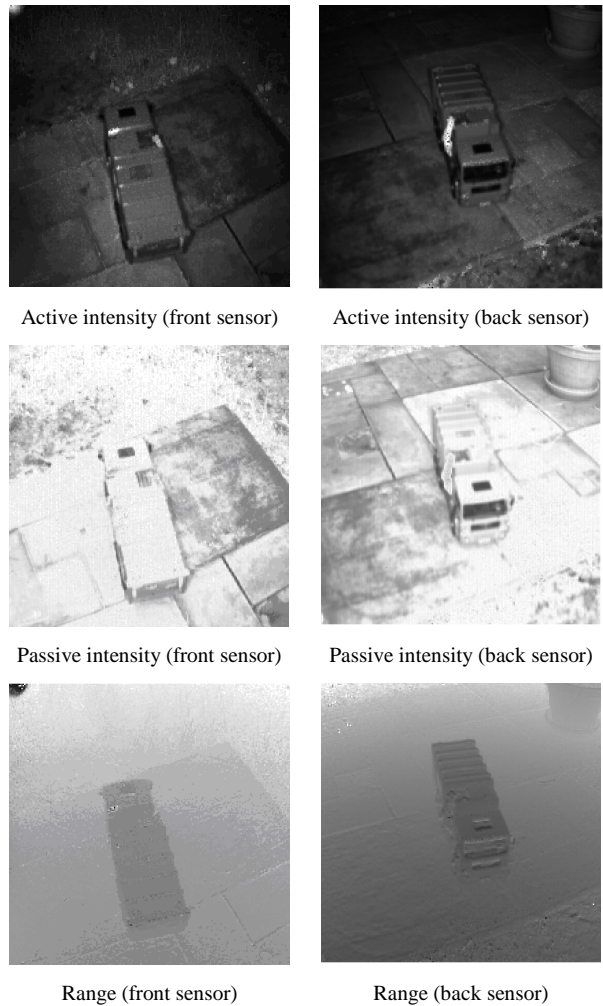 Active intensity (front sensor)
Active intensity (back sensor)
Passive intensity (front sensor)
Passive intensity (back sensor)
Range (front sensor)
Range (back sensor)